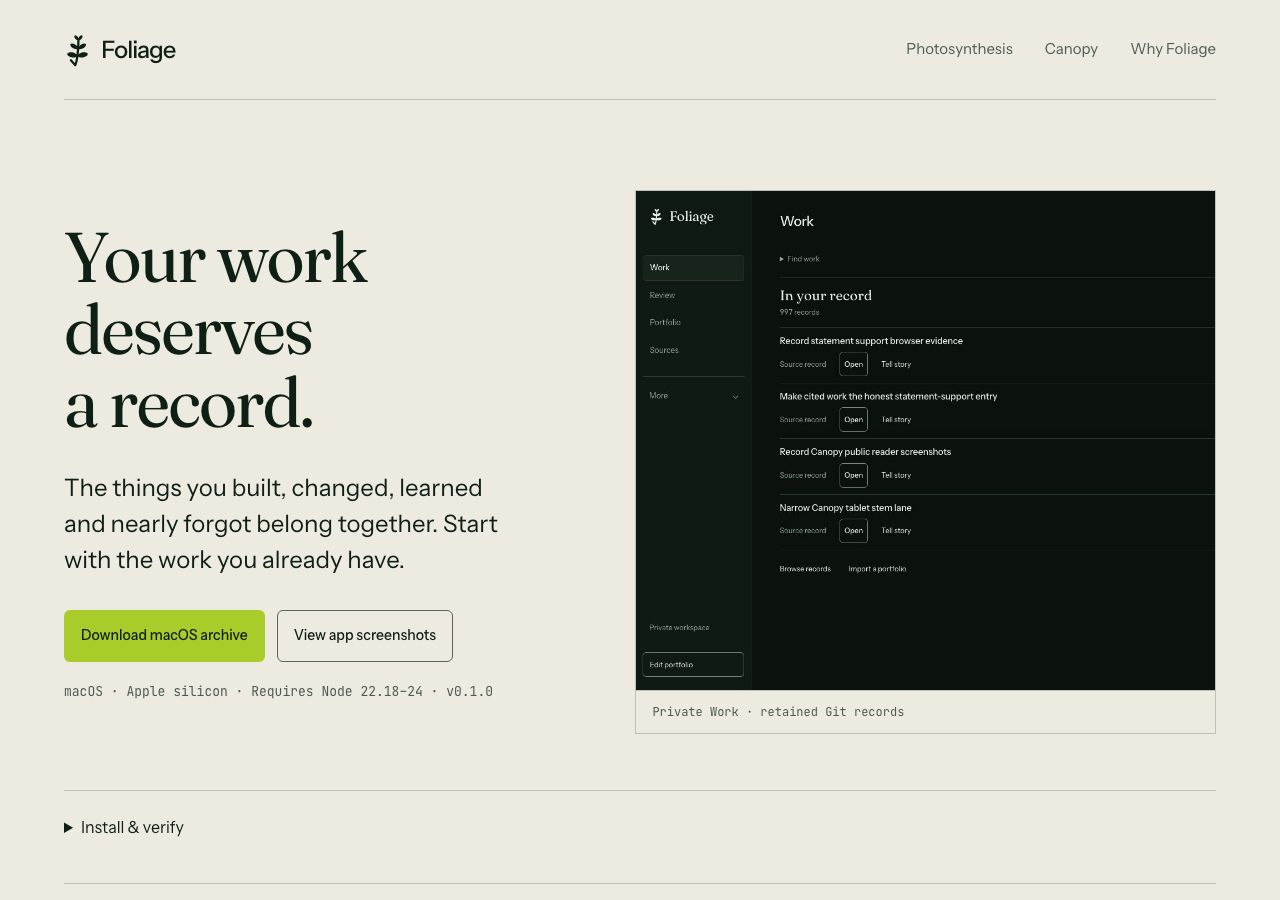 Foliage
Photosynthesis
Canopy
Why Foliage
Your work
deserves
a record.
The things you built, changed, learned
and nearly forgot belong together. Start
with the work you already have.
Download macOS archive
View app screenshots
macOS · Apple silicon · Requires Node 22.18–24 · v0.1.0
Foliage
Work
Review
Portfolio
Sources
More
Private workspace
Edit portfolio
Work
Find work
In your record
997 records
Record statement support browser evidence
Source record
Open
Tell story
Make cited work the honest statement-support entry
Source record
Open
Tell story
Record Canopy public reader screenshots
Source record
Open
Tell story
Narrow Canopy tablet stem lane
Source record
Open
Tell story
Browse records
Import a portfolio
Private Work · retained Git records
Install & verify